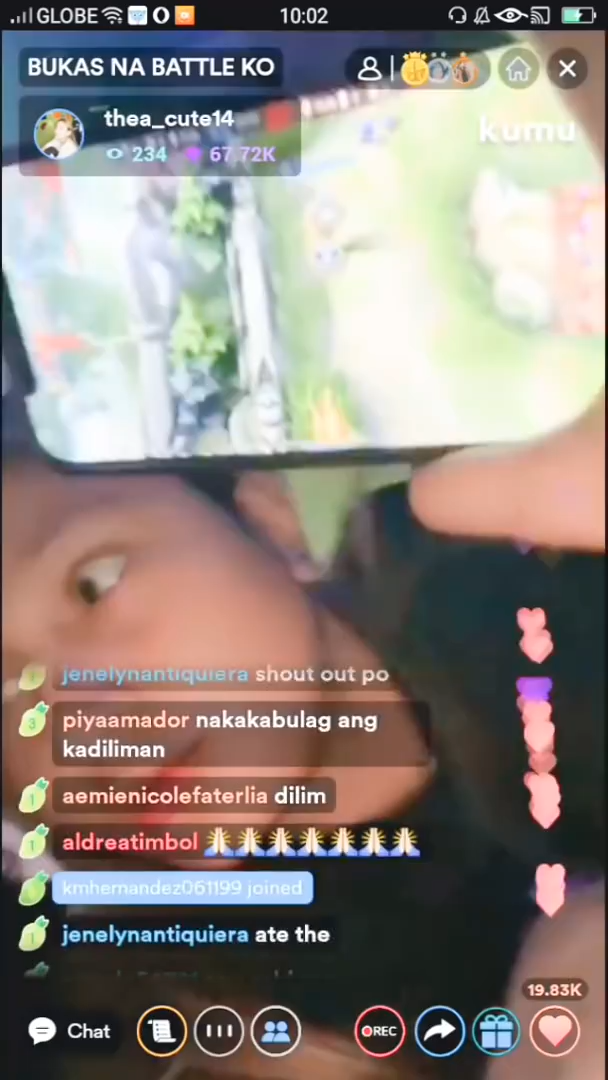 GLOBE
10:02
BUKAS NA BATTLE KO
thea_cute14
234 67.72K
kumu
jenelynantiquiera shout out po
piyaamador nakakabulag ang
kadiliman
aemienicolefaterlia dilim
aldreatimbol 🙏🙏🙏🙏🙏🙏🙏
kmhernandez061199 joined
jenelynantiquiera ate the
19.83K
Chat
REC